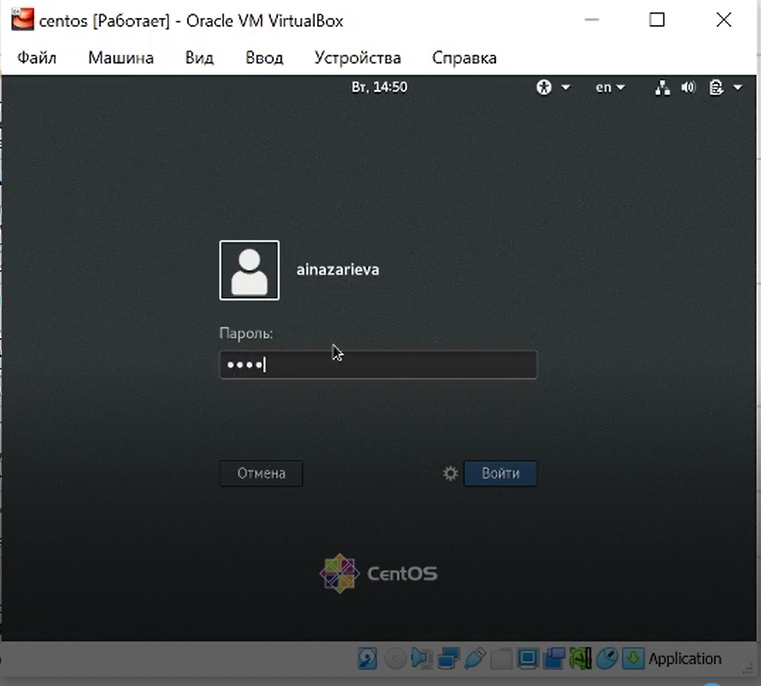 centos [Работает] - Oracle VM VirtualBox
Файл Машина Вид Ввод Устройства Справка
Вт, 14:50 en
ainazarieva
Пароль:
Отмена Войти
CentOS
Application